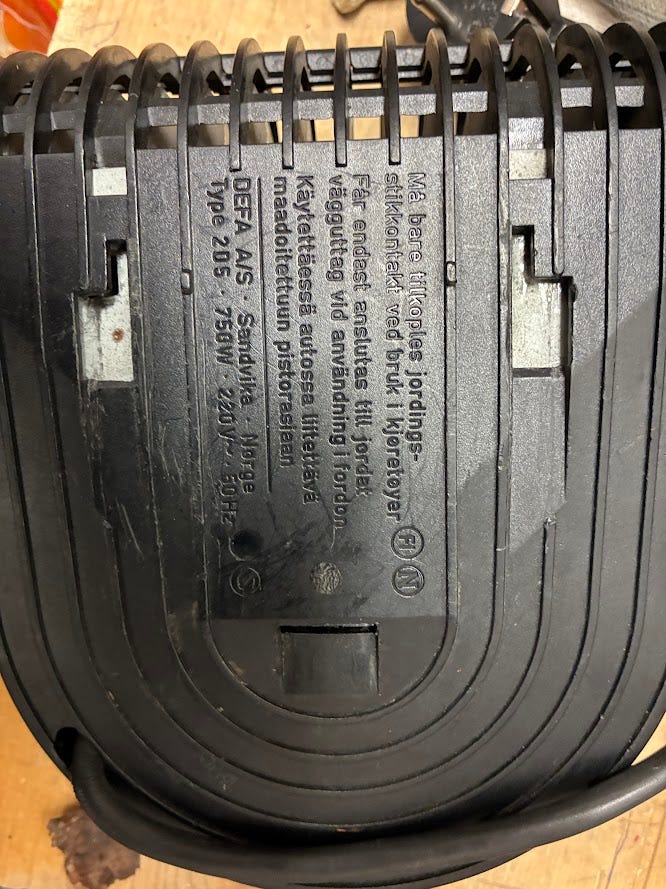 Må bare tilkoples jordings-
stikkontakt ved bruk i kjøretøyer
Får endast anslutas till jordat
vägguttag vid användning i fordon
Käytettäessä autossa liitettävä
maadoitettuun pistorasiaan
DEFA A/S · Sandvika · Norge
Type 205 · 750W · 220V~ · 50Hz
FI N
S